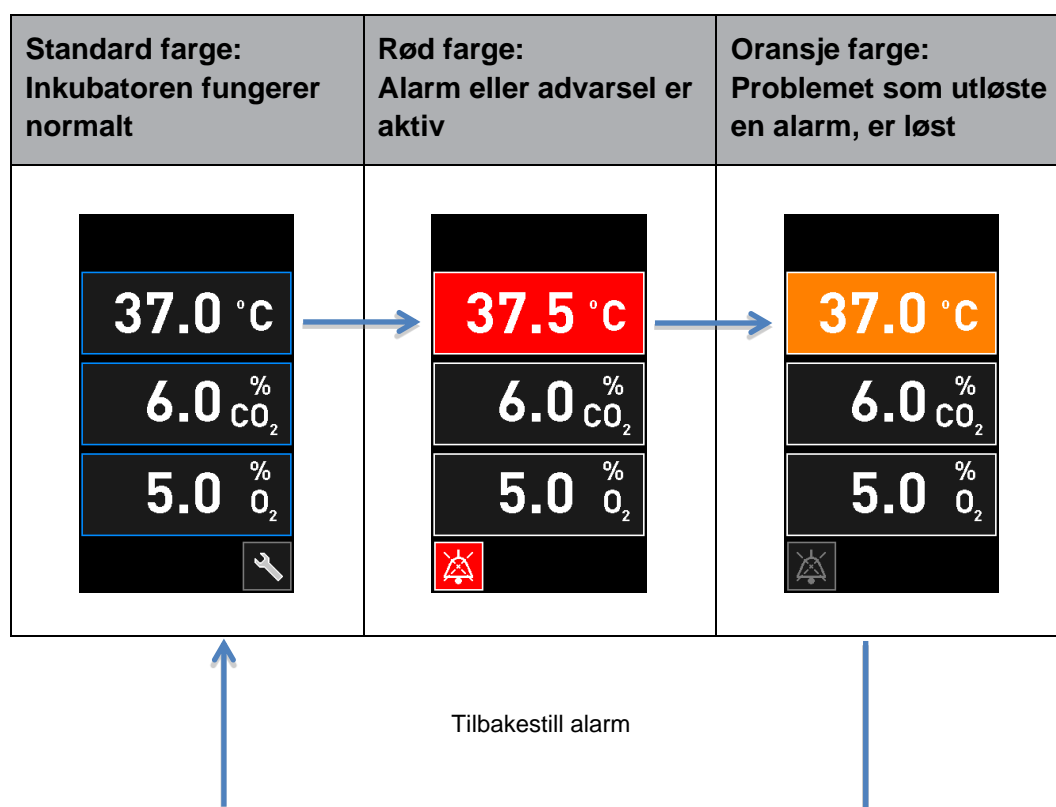 Standard farge:
Inkubatoren fungerer
normalt
Rød farge:
Alarm eller advarsel er
aktiv
Oransje farge:
Problemet som utløste
en alarm, er løst
37.0 °C
6.0 % CO₂
5.0 % O₂
37.5 °C
6.0 % CO₂
5.0 % O₂
37.0 °C
6.0 % CO₂
5.0 % O₂
Tilbakestill alarm